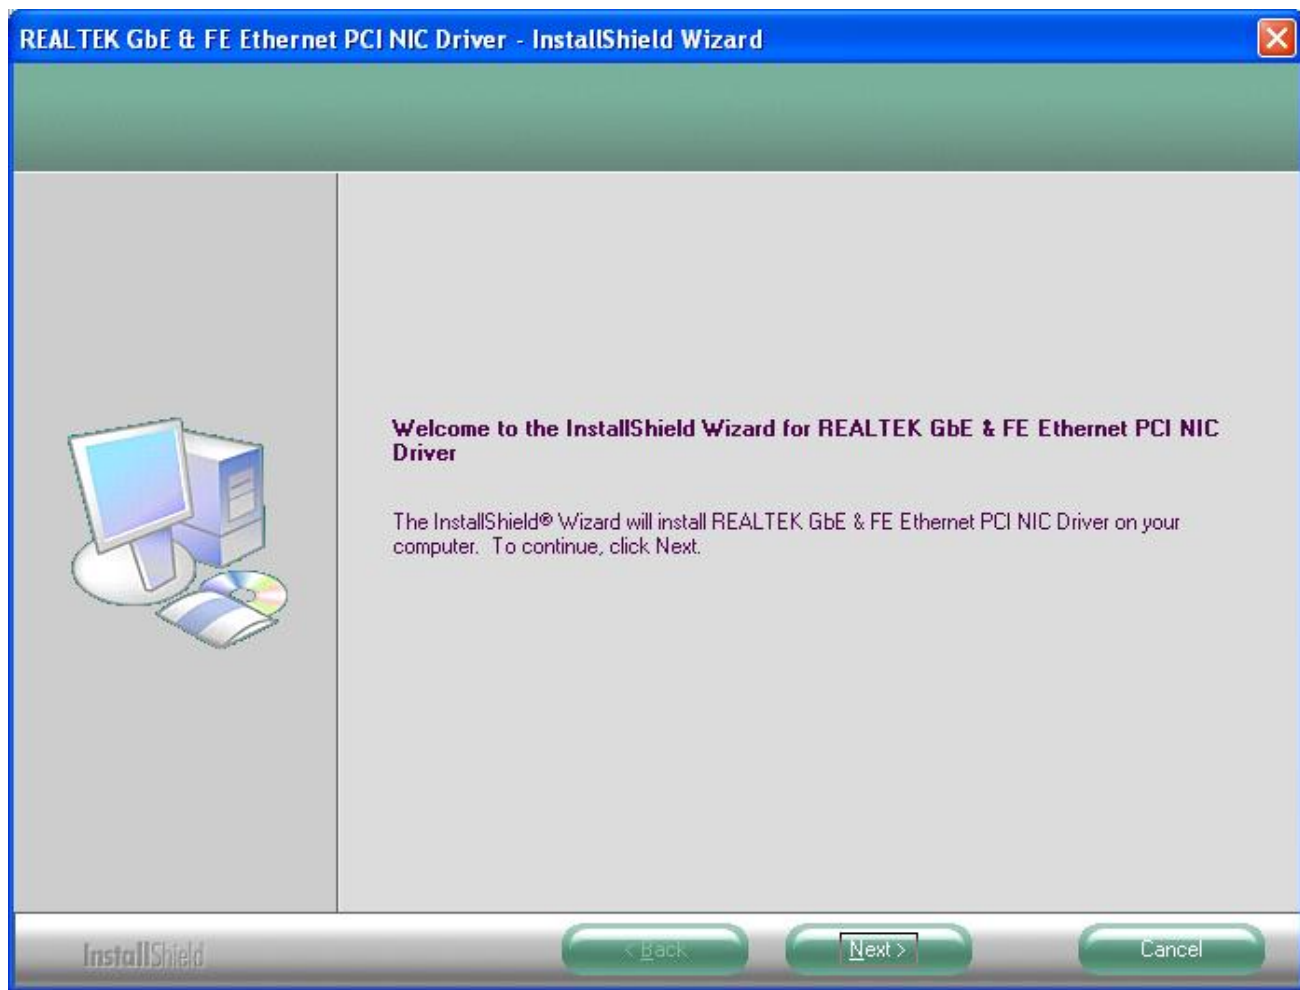 REALTEK GbE & FE Ethernet PCI NIC Driver - InstallShield Wizard
Welcome to the InstallShield Wizard for REALTEK GbE & FE Ethernet PCI NIC
Driver
The InstallShield® Wizard will install REALTEK GbE & FE Ethernet PCI NIC Driver on your
computer. To continue, click Next.
InstallShield
< Back
Next >
Cancel